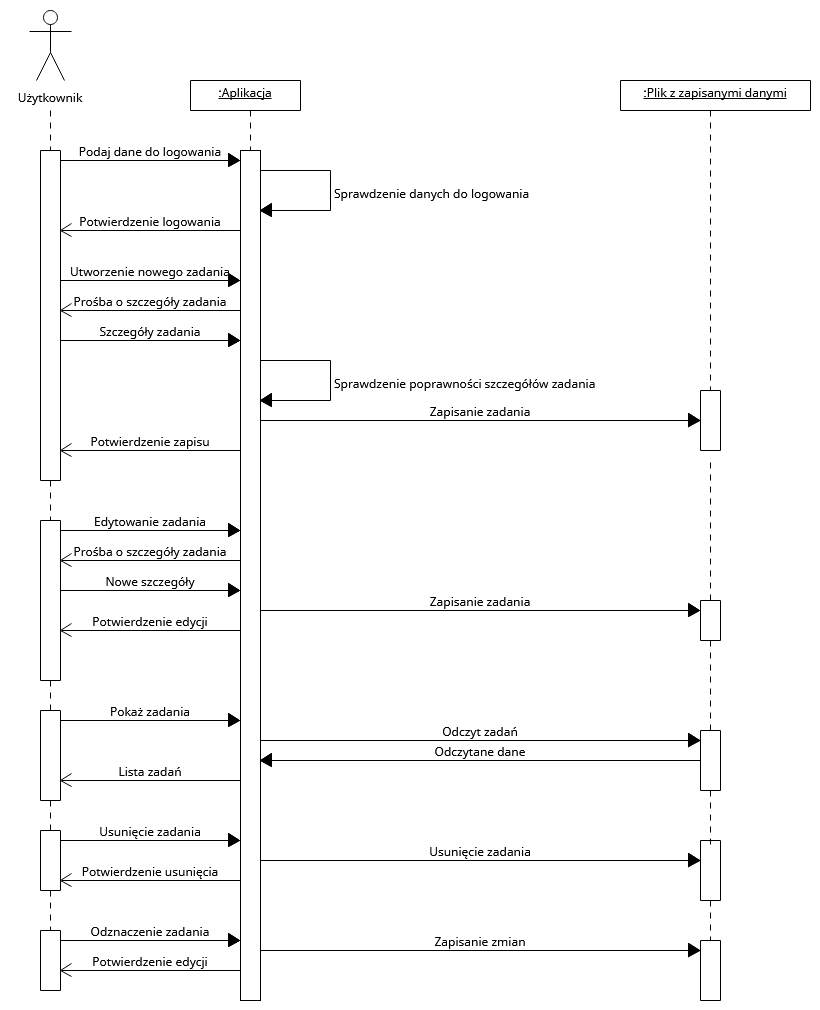 Użytkownik
:Aplikacja
:Plik z zapisanymi danymi
Podaj dane do logowania
Sprawdzenie danych do logowania
Potwierdzenie logowania
Utworzenie nowego zadania
Prośba o szczegóły zadania
Szczegóły zadania
Sprawdzenie poprawności szczegółów zadania
Zapisanie zadania
Potwierdzenie zapisu
Edytowanie zadania
Prośba o szczegóły zadania
Nowe szczegóły
Zapisanie zadania
Potwierdzenie edycji
Pokaż zadania
Odczyt zadań
Odczytane dane
Lista zadań
Usunięcie zadania
Usunięcie zadania
Potwierdzenie usunięcia
Odznaczenie zadania
Zapisanie zmian
Potwierdzenie edycji